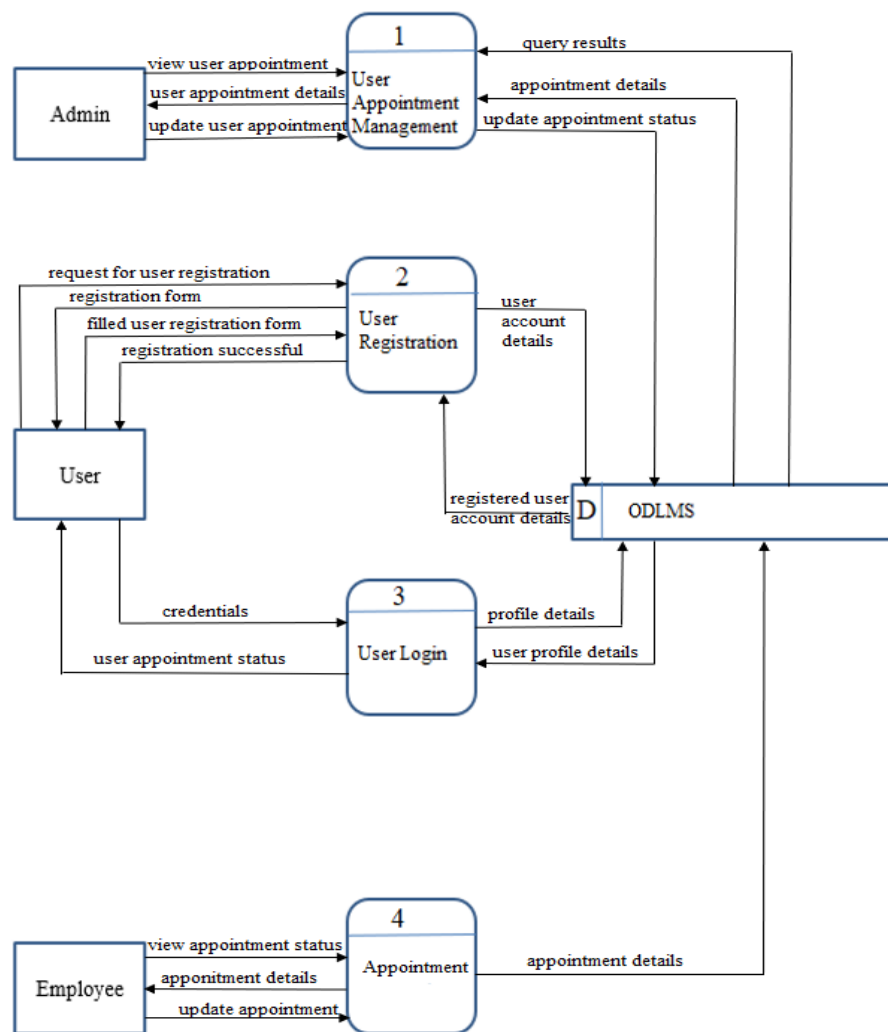 1
query results
view user appointment
User
Appointment
Management
user appointment details
appointment details
Admin
update user appointment
update appointment status
2
request for user registration
registration form
User
Registration
user
account
details
filled user registration form
registration successful
User
registered user
account details
D
ODLMS
3
credentials
profile details
User Login
user appointment status
user profile details
4
view appointment status
Appointment
appointment details
apponitment details
Employee
update appointment